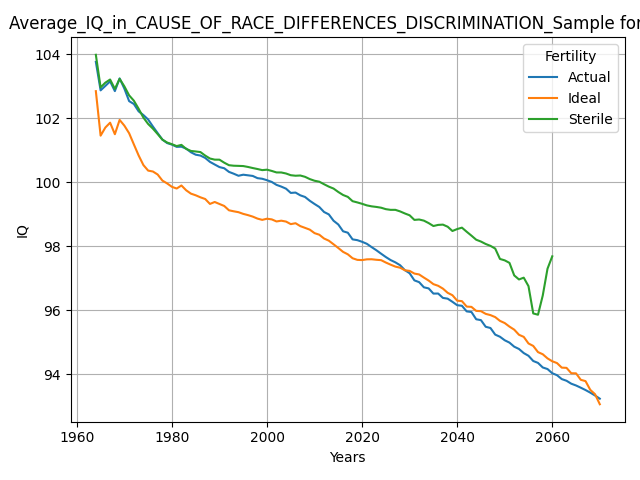 Average_IQ_in_CAUSE_OF_RACE_DIFFERENCES_DISCRIMINATION_Sample for
Fertility
Actual
Ideal
Sterile
IQ
104
102
100
98
96
94
1960 1980 2000 2020 2040 2060
Years